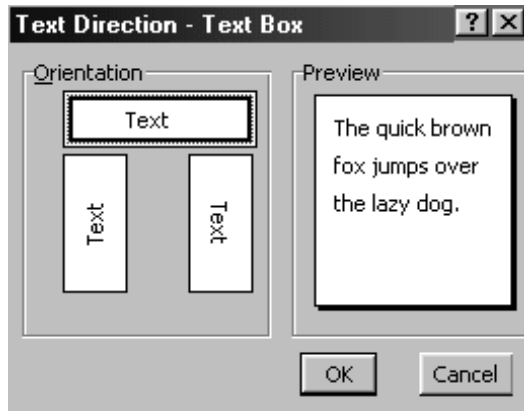 Text Direction - Text Box
? ×
Orientation
Text
Text
Text
Preview
The quick brown
fox jumps over
the lazy dog.
OK
Cancel